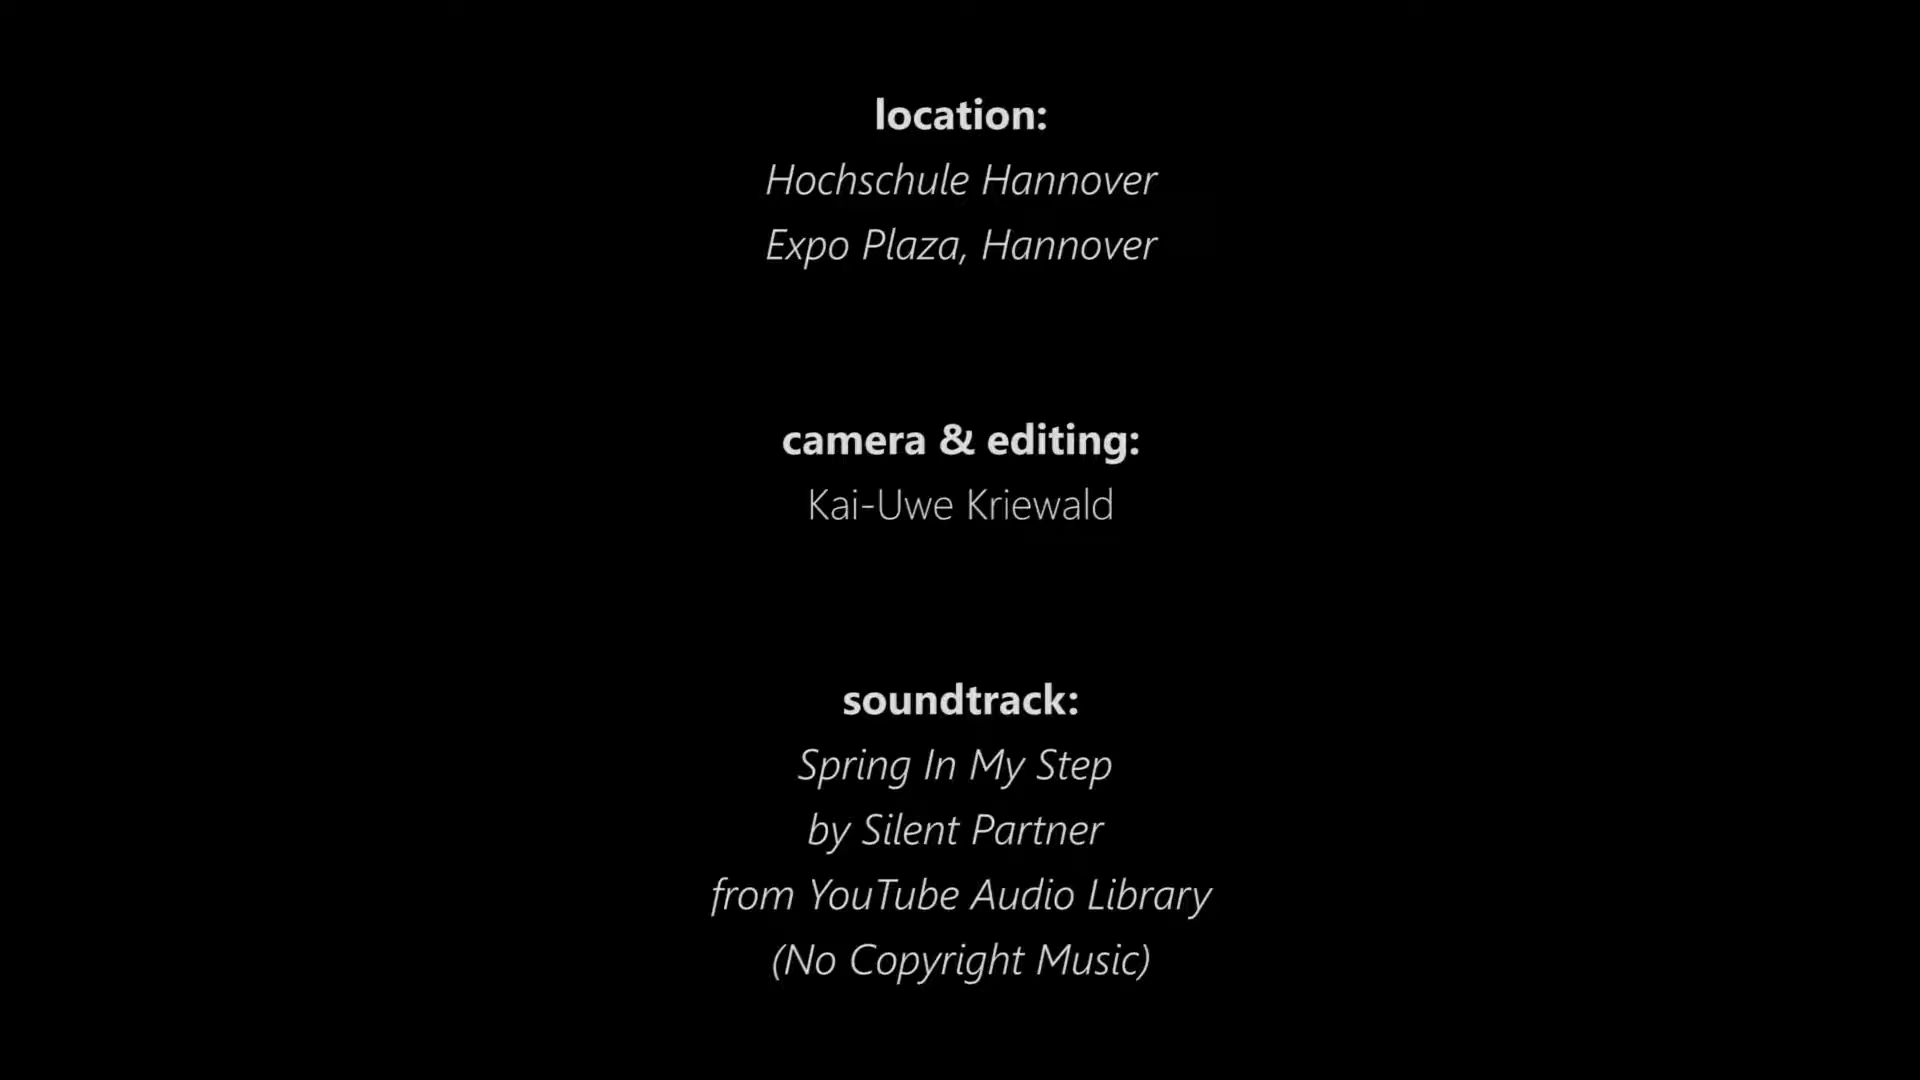 location:
Hochschule Hannover
Expo Plaza, Hannover
camera & editing:
Kai-Uwe Kriewald
soundtrack:
Spring In My Step
by Silent Partner
from YouTube Audio Library
(No Copyright Music)